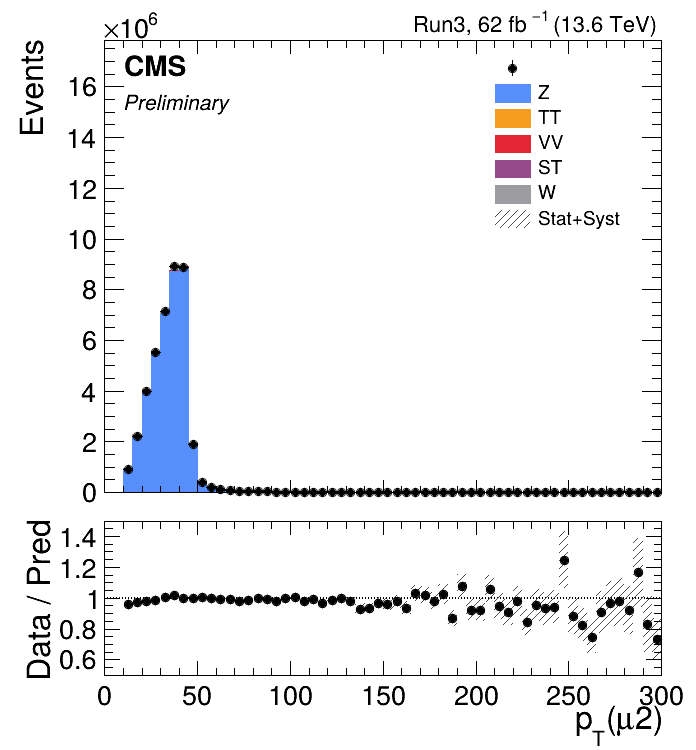 ×10⁶
Run3, 62 fb⁻¹ (13.6 TeV)
Events
CMS
Preliminary
Z
TT
VV
ST
W
Stat+Syst
16
14
12
10
8
6
4
2
0
Data / Pred
1.4
1.2
1
0.8
0.6
0 50 100 150 200 250 300
p_T(μ2)